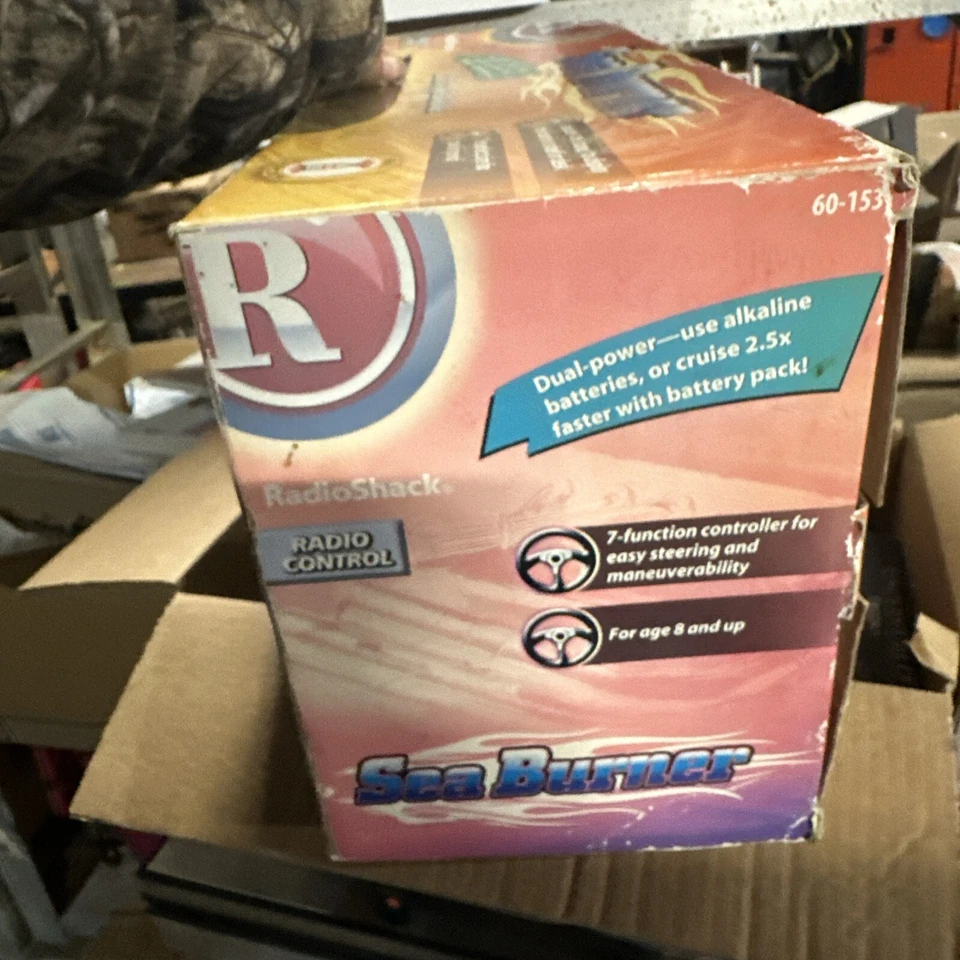 60-153
R
Dual-power—use alkaline
batteries, or cruise 2.5x
faster with battery pack!
RadioShack
RADIO
CONTROL
7-function controller for
easy steering and
maneuverability
For age 8 and up
Sea Burner